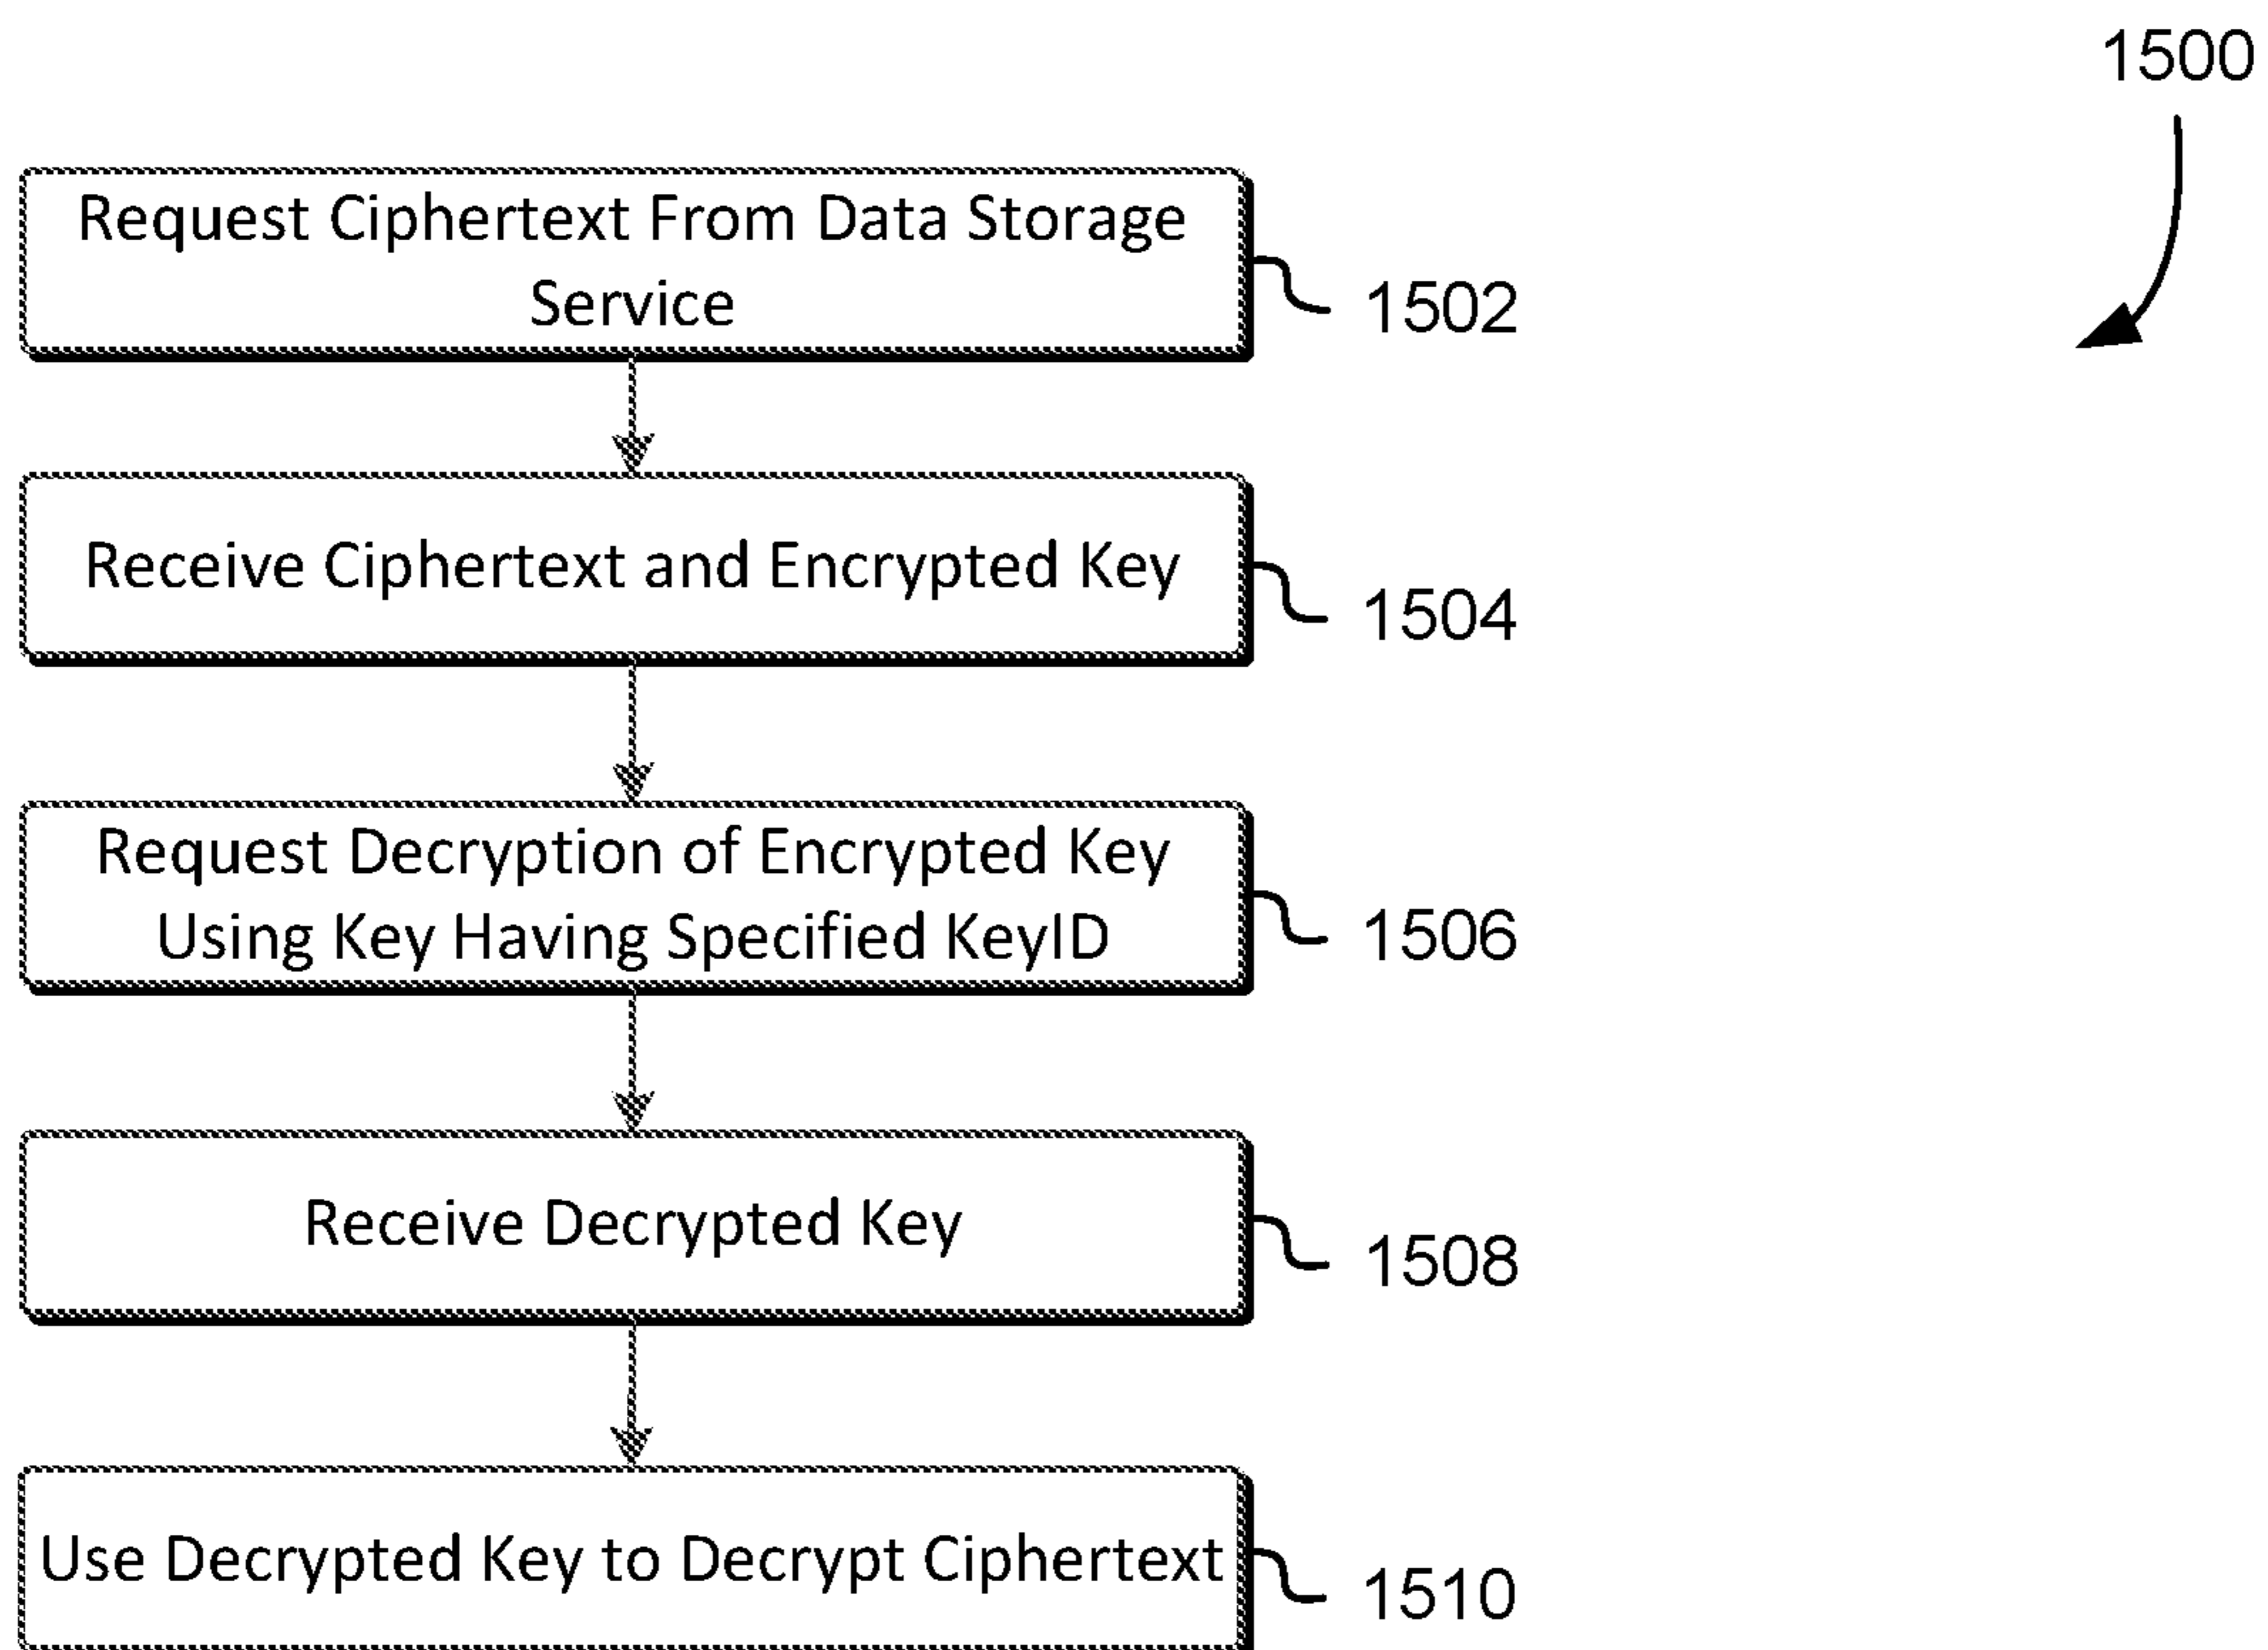 1500
Request Ciphertext From Data Storage
Service
1502
Receive Ciphertext and Encrypted Key
1504
Request Decryption of Encrypted Key
Using Key Having Specified KeyID
1506
Receive Decrypted Key
1508
Use Decrypted Key to Decrypt Ciphertext
1510